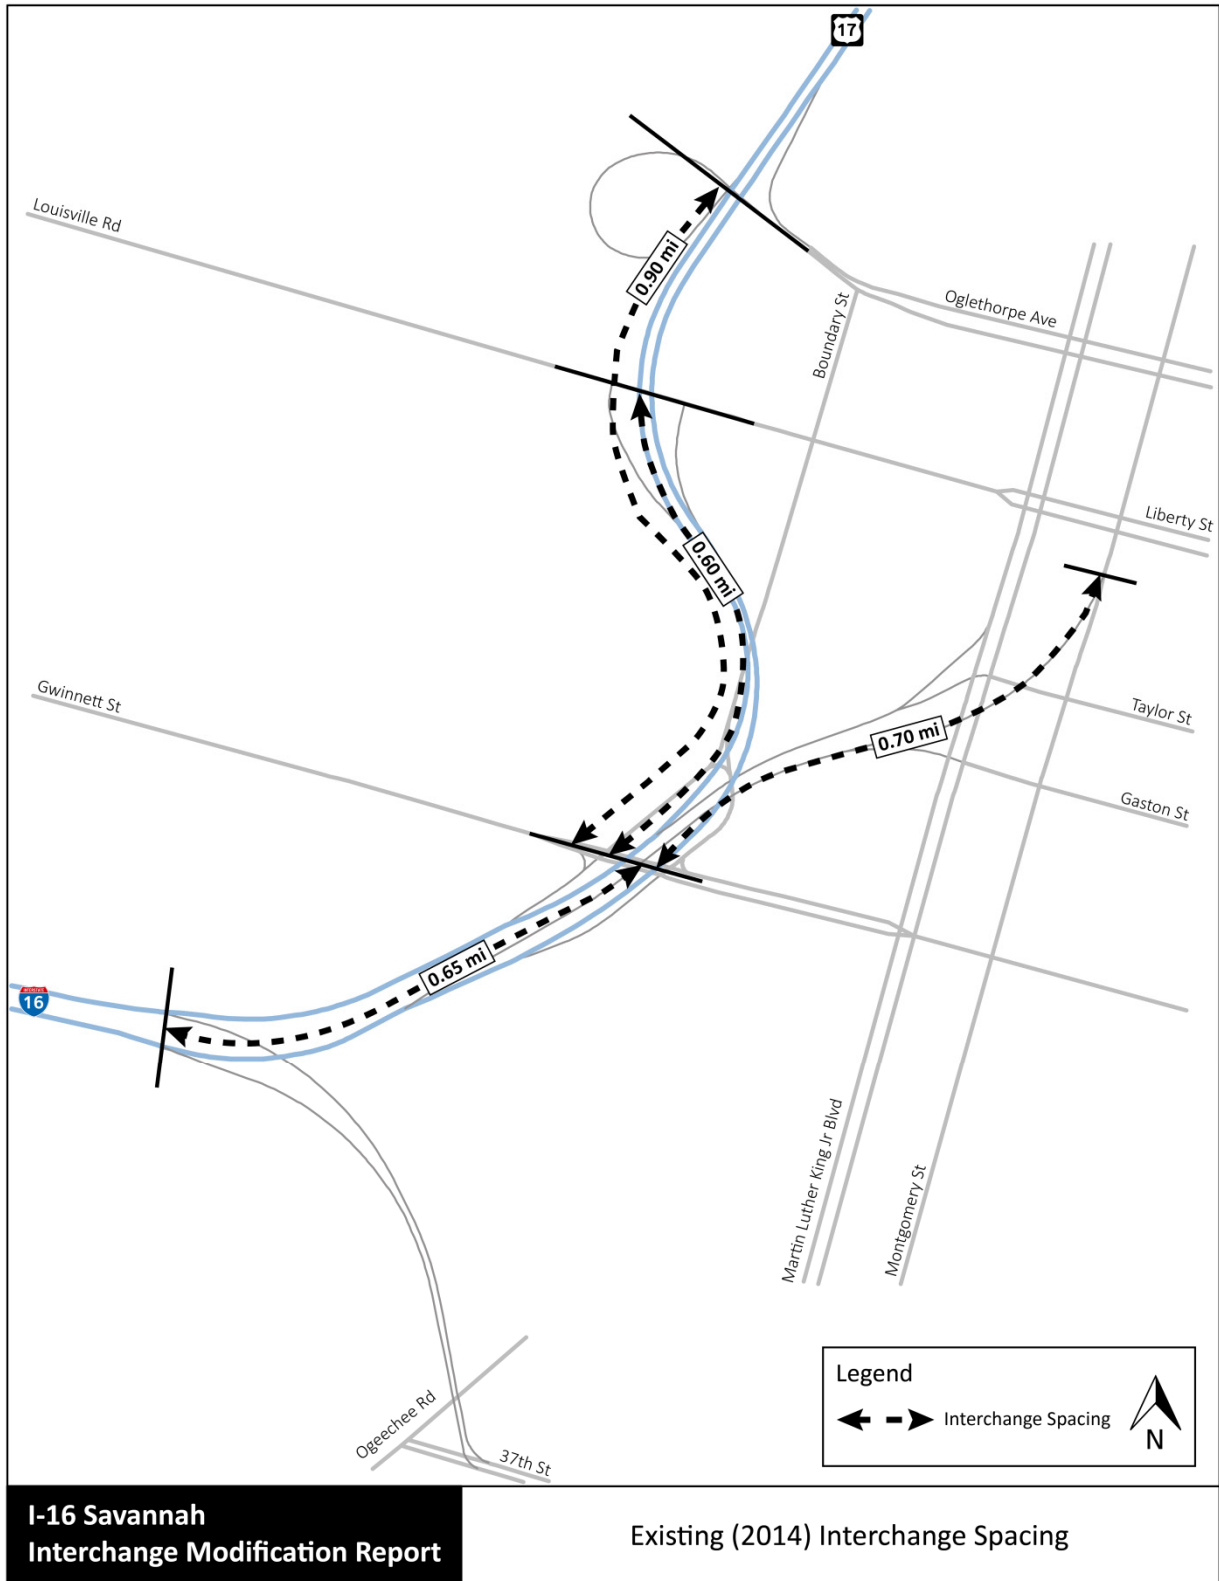 17
Louisville Rd
0.90 mi
Boundary St
Oglethorpe Ave
Liberty St
0.60 mi
Gwinnett St
Taylor St
0.70 mi
Gaston St
0.65 mi
INTERSTATE
16
Martin Luther King Jr Blvd
Montgomery St
Ogeechee Rd
37th St
Legend
Interchange Spacing
N
I-16 Savannah
Interchange Modification Report
Existing (2014) Interchange Spacing